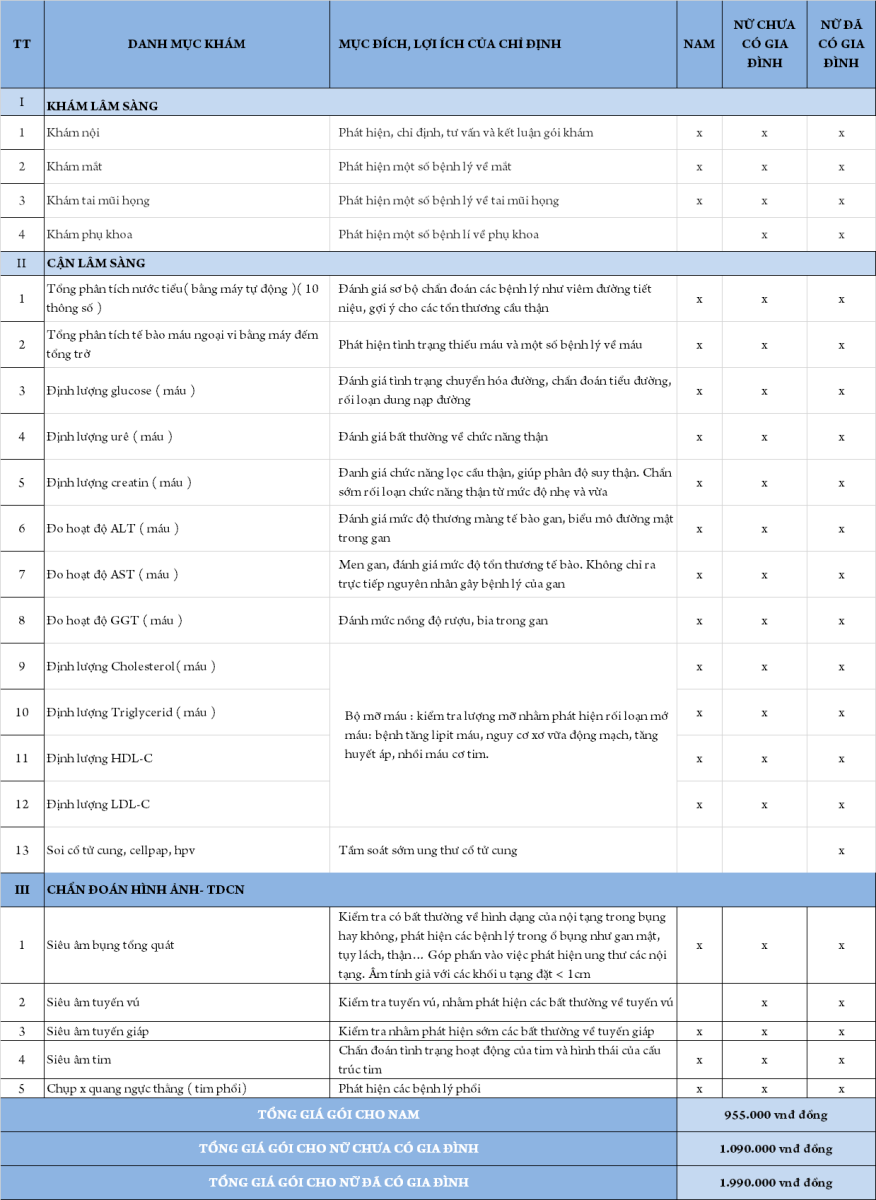 TT DANH MỤC KHÁM MỤC ĐÍCH, LỢI ÍCH CỦA CHỈ ĐỊNH NAM NỮ CHƯA CÓ GIA ĐÌNH NỮ ĐÃ CÓ GIA ĐÌNH
I KHÁM LÂM SÀNG
1 Khám nội Phát hiện, chỉ định, tư vấn và kết luận gói khám x x x
2 Khám mắt Phát hiện một số bệnh lý về mắt x x x
3 Khám tai mũi họng Phát hiện một số bệnh lý về tai mũi họng x x x
4 Khám phụ khoa Phát hiện một số bệnh lí về phụ khoa x x
II CẬN LÂM SÀNG
1 Tổng phân tích nước tiểu( bằng máy tự động )( 10
thông số )
Đánh giá sơ bộ chẩn đoán các bệnh lý như viêm đường tiết
niệu, gợi ý cho các tổn thương cầu thận
x x x
2 Tổng phân tích tế bào máu ngoại vi bằng máy đếm
tổng trở
Phát hiện tình trạng thiếu máu và một số bệnh lý về máu x x x
3 Định lượng glucose ( máu )
Đánh giá tình trạng chuyển hóa đường, chẩn đoán tiểu đường,
rối loạn dung nạp đường
x x x
4 Định lượng urê ( máu ) Đánh giá bất thường về chức năng thận x x x
5 Định lượng creatin ( máu )
Đanh giá chức năng lọc cầu thận, giúp phân độ suy thận. Chẩn
sớm rối loạn chức năng thận từ mức độ nhẹ và vừa
x x x
6 Đo hoạt độ ALT ( máu )
Đánh giá mức độ thương màng tế bào gan, biểu mô đường mật
trong gan
x x x
7 Đo hoạt độ AST ( máu )
Men gan, đánh giá mức độ tổn thương tế bào. Không chỉ ra
trực tiếp nguyên nhân gây bệnh lý của gan
x x x
8 Đo hoạt độ GGT ( máu ) Đánh mức nồng độ rượu, bia trong gan x x x
9 Định lượng Cholesterol( máu ) x x x
10 Định lượng Triglycerid ( máu ) x x x
Bộ mỡ máu : kiểm tra lượng mỡ nhằm phát hiện rối loạn mớ
máu: bệnh tăng lipit máu, nguy cơ xơ vữa động mạch, tăng
huyết áp, nhồi máu cơ tim.
11 Định lượng HDL-C x x x
12 Định lượng LDL-C x x x
13 Soi cổ tử cung, cellpap, hpv Tầm soát sớm ung thư cổ tử cung x
III CHẨN ĐOÁN HÌNH ẢNH- TDCN
1 Siêu âm bụng tổng quát
Kiểm tra có bất thường về hình dạng của nội tạng trong bụng
hay không, phát hiện các bệnh lý trong ổ bụng như gan mật,
tụy lách, thận... Góp phần vào việc phát hiện ung thư các nội
tạng. Âm tính giả với các khối u tạng đặt < 1cm
x x x
2 Siêu âm tuyến vú Kiểm tra tuyến vú, nhằm phát hiện các bất thường về tuyến vú x x
3 Siêu âm tuyến giáp Kiểm tra nhằm phát hiện sớm các bất thường về tuyến giáp x x x
4 Siêu âm tim
Chẩn đoán tình trạng hoạt động của tim và hình thái của cấu
trúc tim
x x x
5 Chụp x quang ngực thẳng ( tim phổi) Phát hiện các bệnh lý phổi x x x
TỔNG GIÁ GÓI CHO NAM 955.000 vnđ đồng
TỔNG GIÁ GÓI CHO NỮ CHƯA CÓ GIA ĐÌNH 1.090.000 vnđ đồng
TỔNG GIÁ GÓI CHO NỮ ĐÃ CÓ GIA ĐÌNH 1.990.000 vnđ đồng